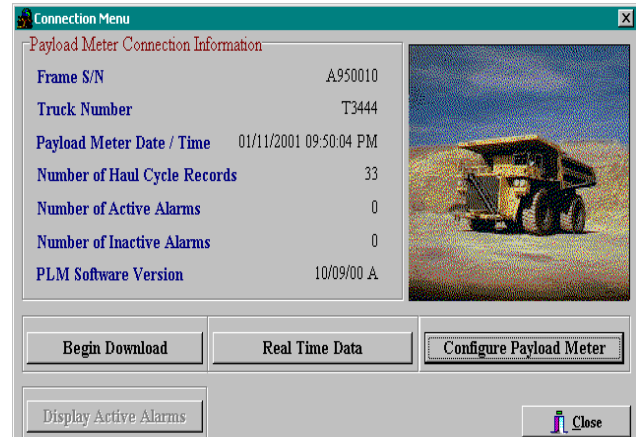 Connection Menu
Payload Meter Connection Information
Frame S/N A950010
Truck Number T3444
Payload Meter Date / Time 01/11/2001 09:50:04 PM
Number of Haul Cycle Records 33
Number of Active Alarms 0
Number of Inactive Alarms 0
PLM Software Version 10/09/00 A
Begin Download Real Time Data Configure Payload Meter
Display Active Alarms Close